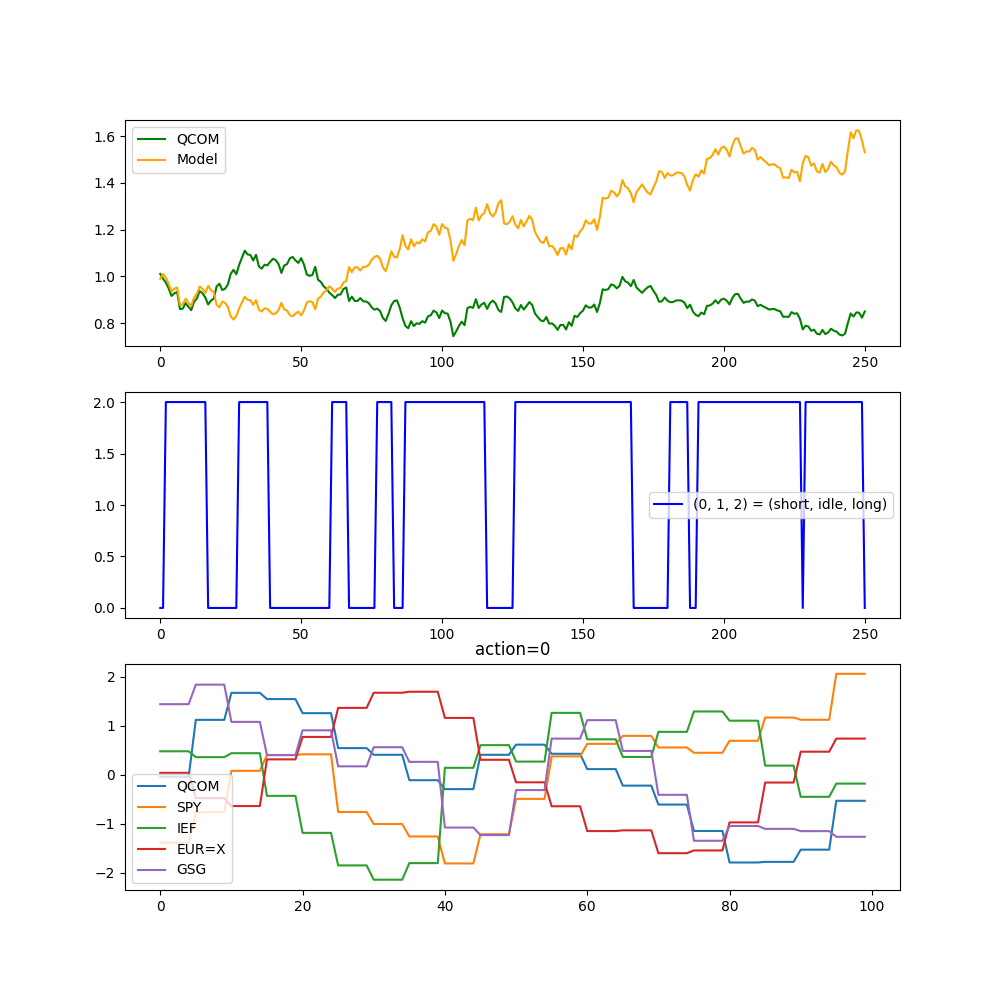 1.6
1.4
1.2
1.0
0.8
QCOM
Model
0 50 100 150 200 250
2.0
1.5
1.0
0.5
0.0
(0, 1, 2) = (short, idle, long)
0 50 100 150 200 250
action=0
2
1
0
−1
−2
QCOM
SPY
IEF
EUR=X
GSG
0 20 40 60 80 100